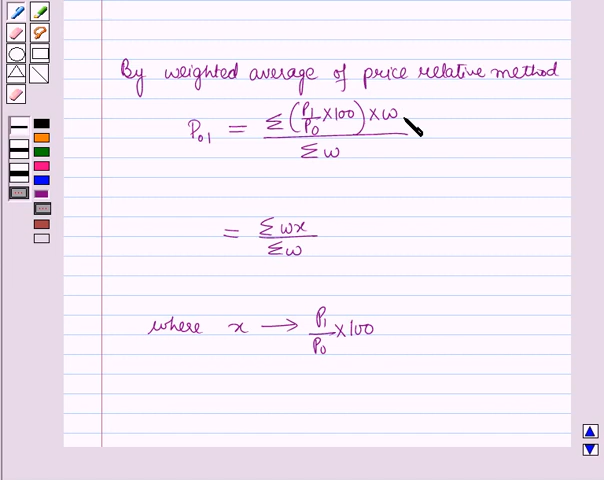 By weighted average of price relative method
P₀₁ = Σ(P₁/P₀ × 100) × w / Σw
= Σwx / Σw
where x → P₁/P₀ × 100